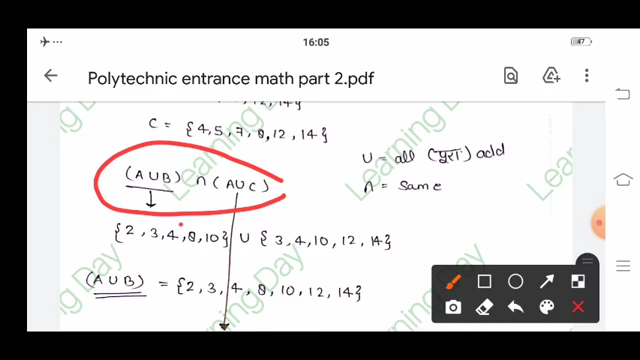 16:05
47
Polytechnic entrance math part 2.pdf
12, 14}
C = {4,5,7,8,12,14}
(A∪B) ∩ (A∪C)
∪ = all (पूरा) add
∩ = same
{2,3,4,8,10} ∪ {3,4,10,12,14}
(A∪B) = {2,3,4,8,10,12,14}
Learning Day
Learning Day
Learning Day